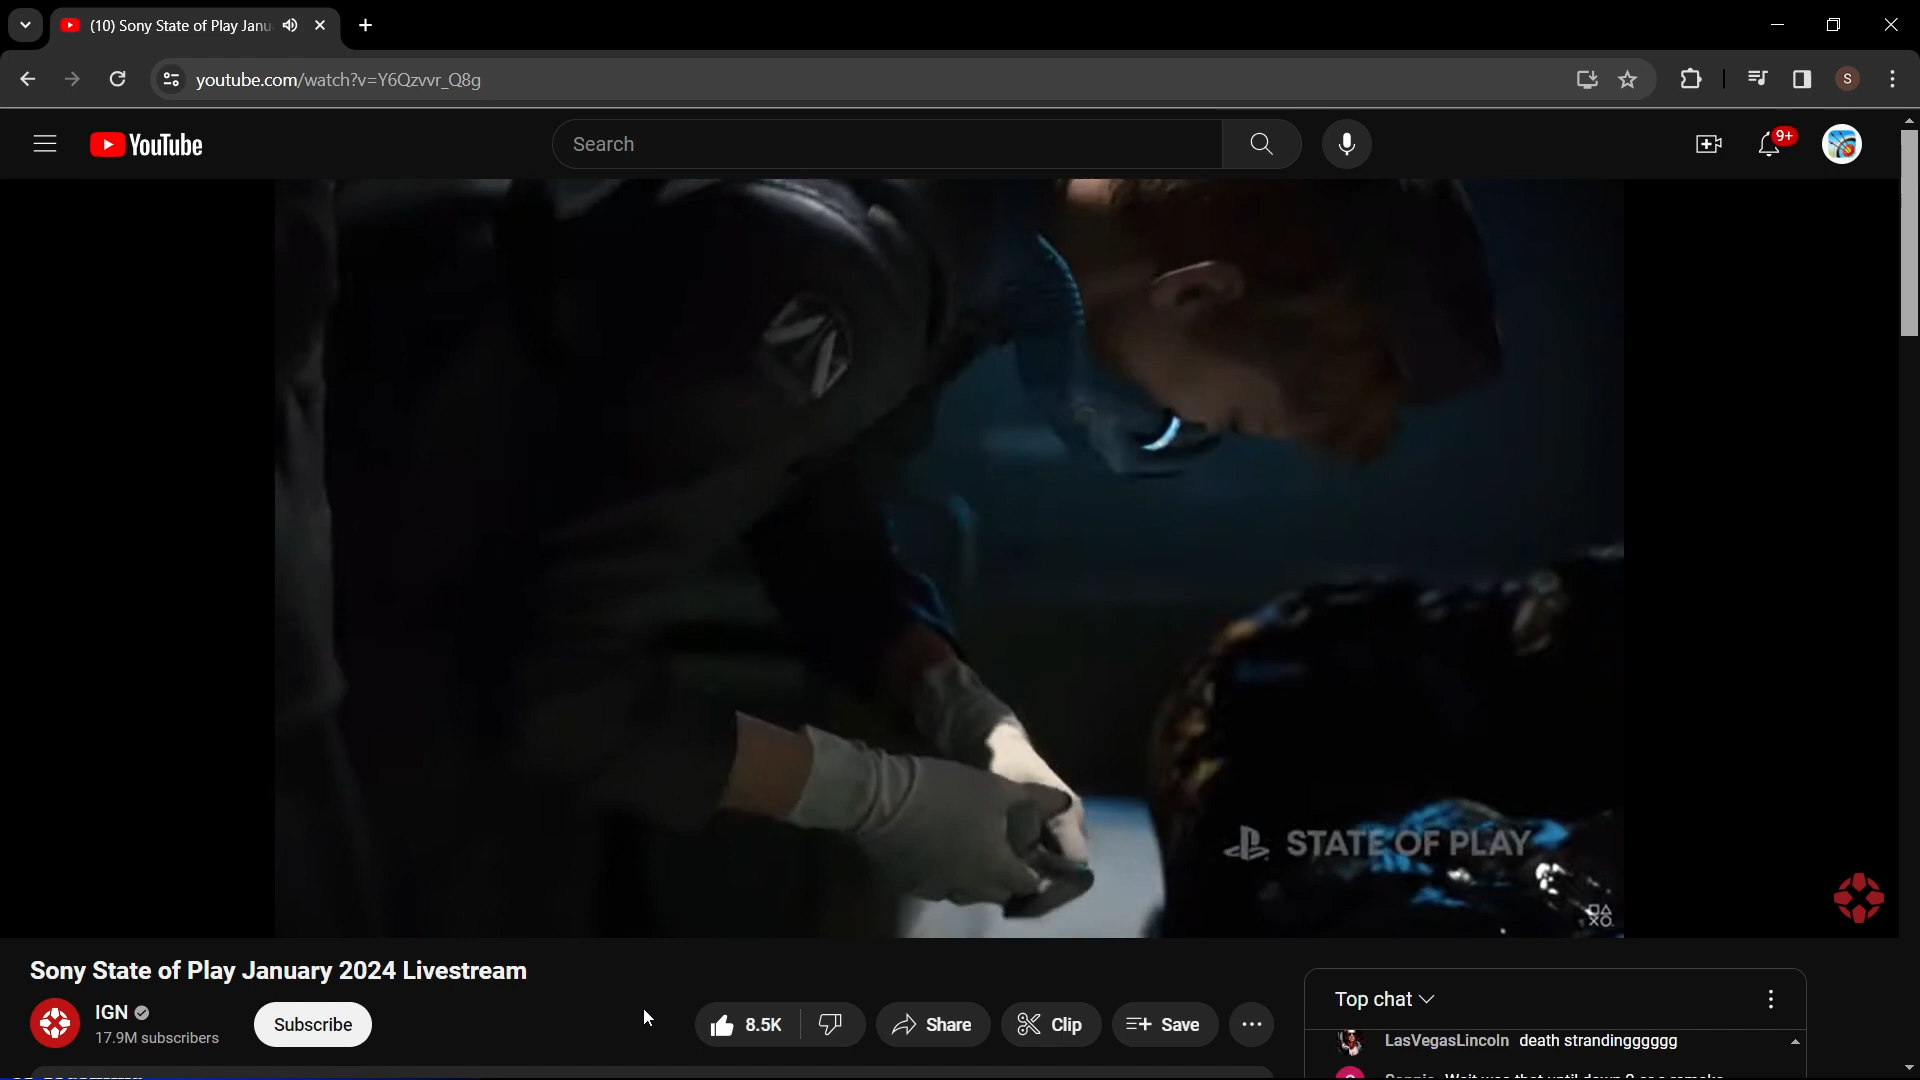 (10) Sony State of Play Janu
youtube.com/watch?v=Y6Qzvvr_Q8g
S
YouTube
Search
9+
STATE OF PLAY
Sony State of Play January 2024 Livestream
IGN
17.9M subscribers
Subscribe
8.5K
Share
Clip
Save
Top chat
LasVegasLincoln death strandingggggg